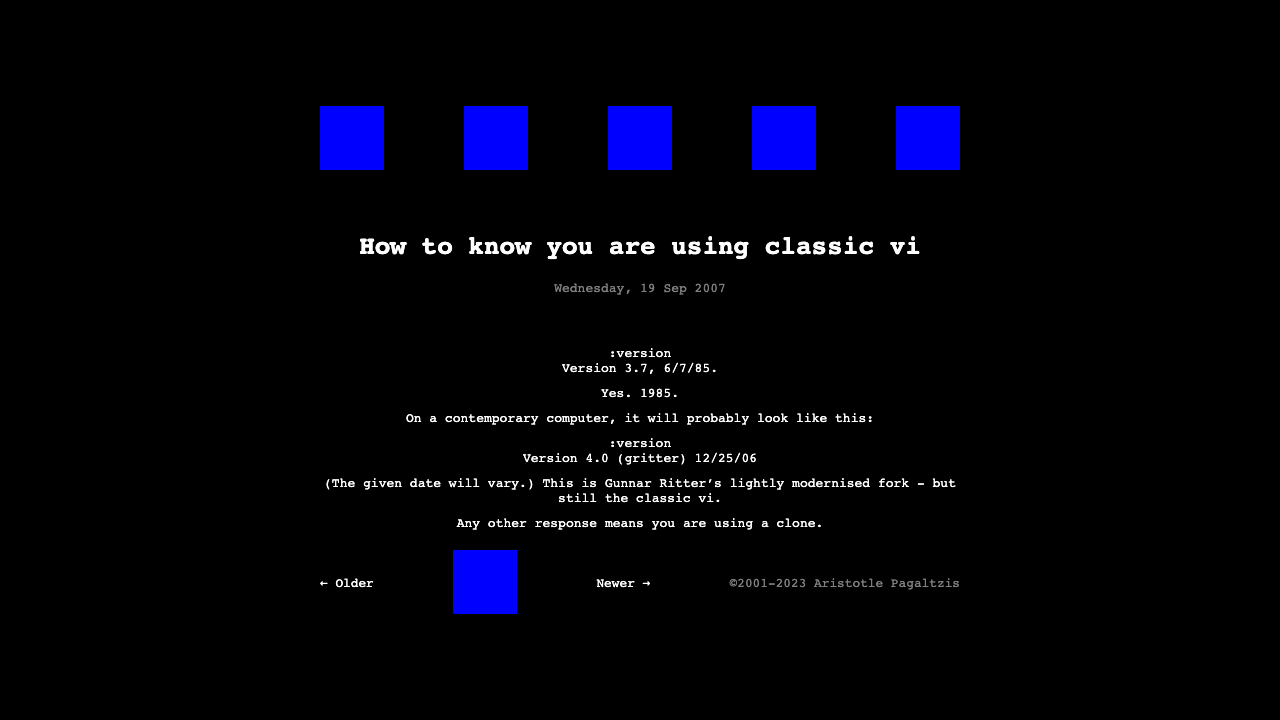 How to know you are using classic vi
Wednesday, 19 Sep 2007
:version
Version 3.7, 6/7/85.
Yes. 1985.
On a contemporary computer, it will probably look like this:
:version
Version 4.0 (gritter) 12/25/06
(The given date will vary.) This is Gunnar Ritter’s lightly modernised fork – but
still the classic vi.
Any other response means you are using a clone.
← Older
Newer →
©2001–2023 Aristotle Pagaltzis